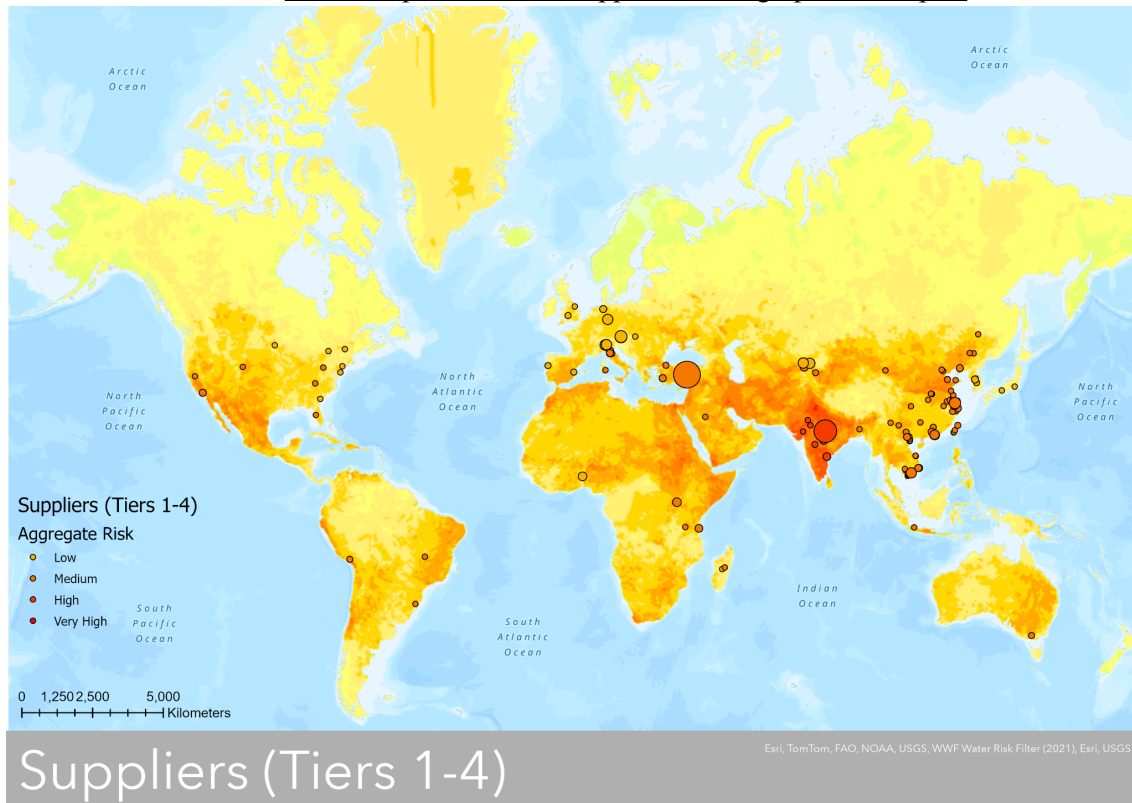 Arctic
Ocean
Arctic
Ocean
North
Pacific
Ocean
North
Atlantic
Ocean
North
Pacific
Ocean
Suppliers (Tiers 1-4)
Aggregate Risk
Low
Medium
High
Very High
South
Pacific
Ocean
South
Atlantic
Ocean
Indian
Ocean
0 1,250 2,500 5,000
Kilometers
Suppliers (Tiers 1-4)
Esri, TomTom, FAO, NOAA, USGS, WWF Water Risk Filter (2021), Esri, USGS